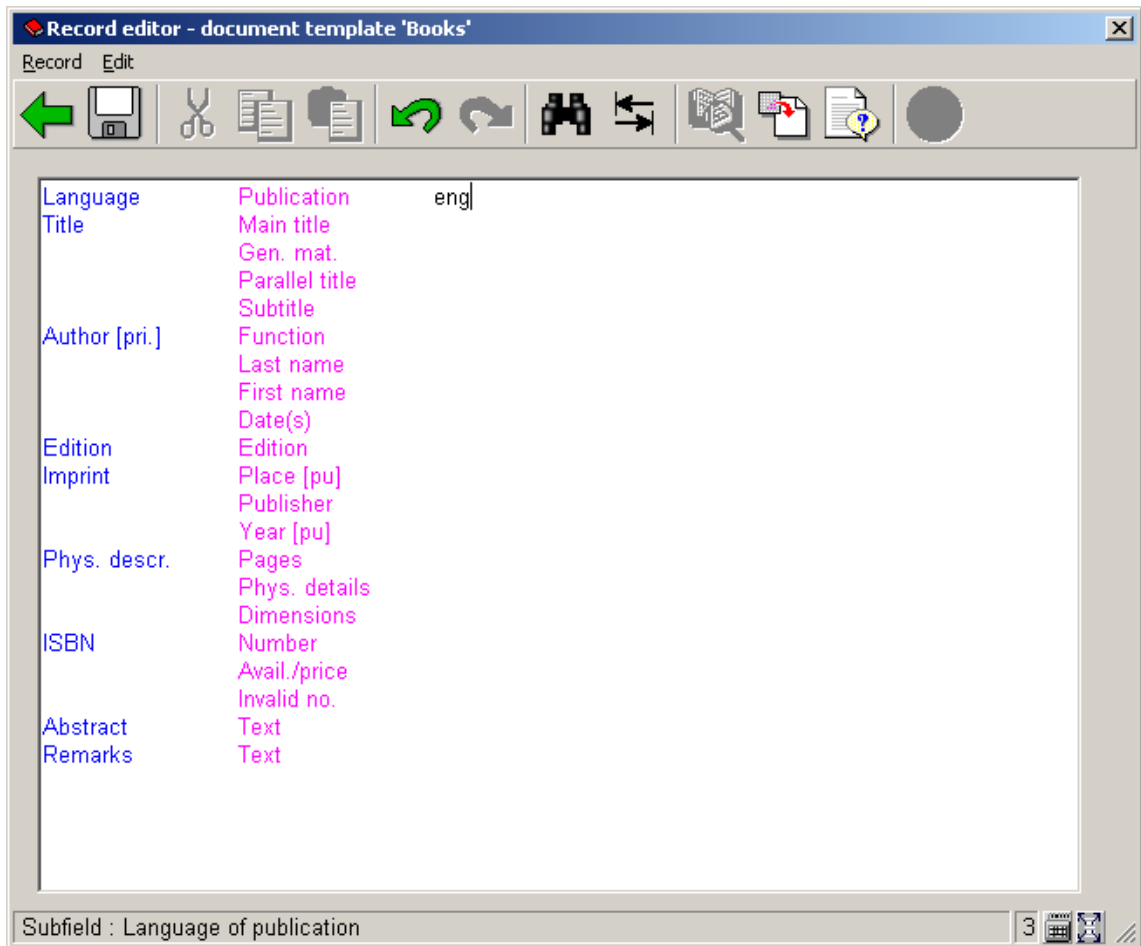 Record editor - document template 'Books'
Record Edit
Language Publication eng
Title Main title
Gen. mat.
Parallel title
Subtitle
Author [pri.] Function
Last name
First name
Date(s)
Edition Edition
Imprint Place [pu]
Publisher
Year [pu]
Phys. descr. Pages
Phys. details
Dimensions
ISBN Number
Avail./price
Invalid no.
Abstract Text
Remarks Text
Subfield : Language of publication 3